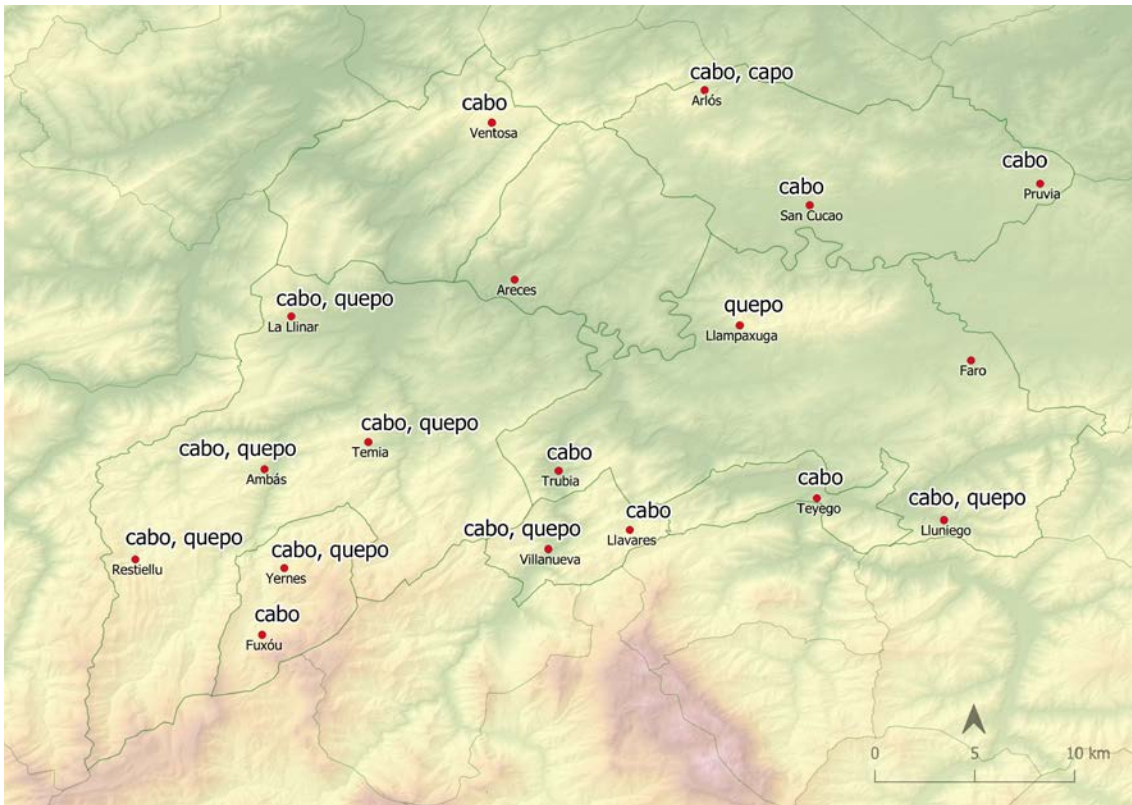 cabo, capo
Arlós
cabo
Ventosa
cabo
Pruvia
cabo
San Cucao
Areces
cabo, quepo
La Llinar
quepo
Llampaxuga
Faro
cabo, quepo
Temia
cabo, quepo
Ambás
cabo
Trubia
cabo
Teyego
cabo, quepo
Lluniego
cabo
Llavares
cabo, quepo
Villanueva
cabo, quepo
Restiellu
cabo, quepo
Yernes
cabo
Fuxóu
0 5 10 km